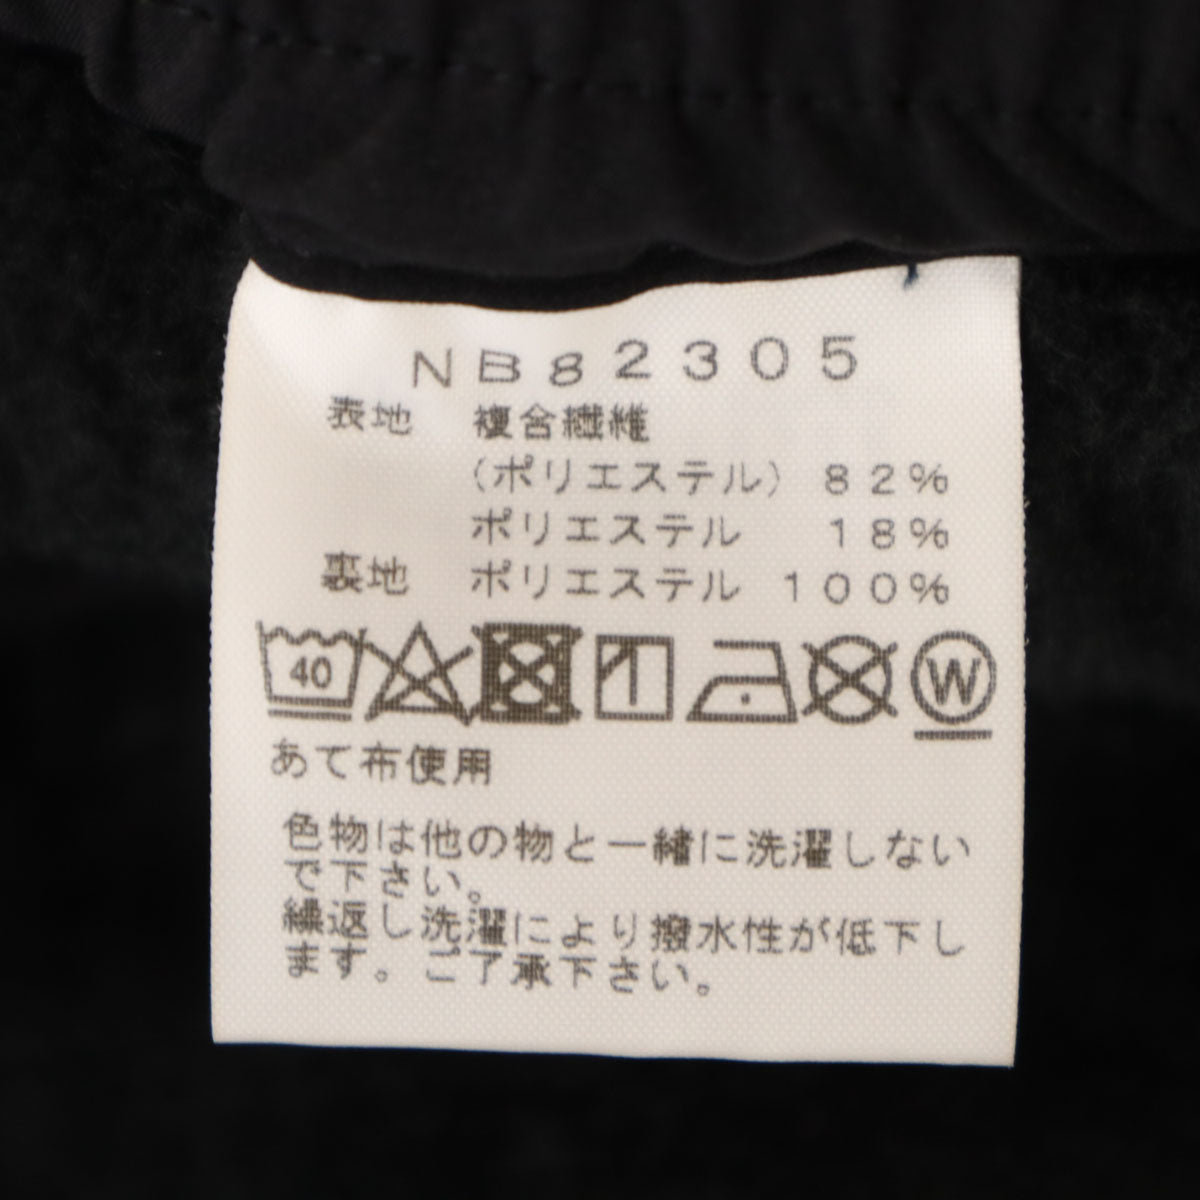 NB82305
表地 複合繊維
(ポリエステル) 82%
ポリエステル 18%
裏地 ポリエステル 100%
40 W
あて布使用
色物は他の物と一緒に洗濯しない
で下さい。
繰返し洗濯により撥水性が低下し
ます。ご了承下さい。